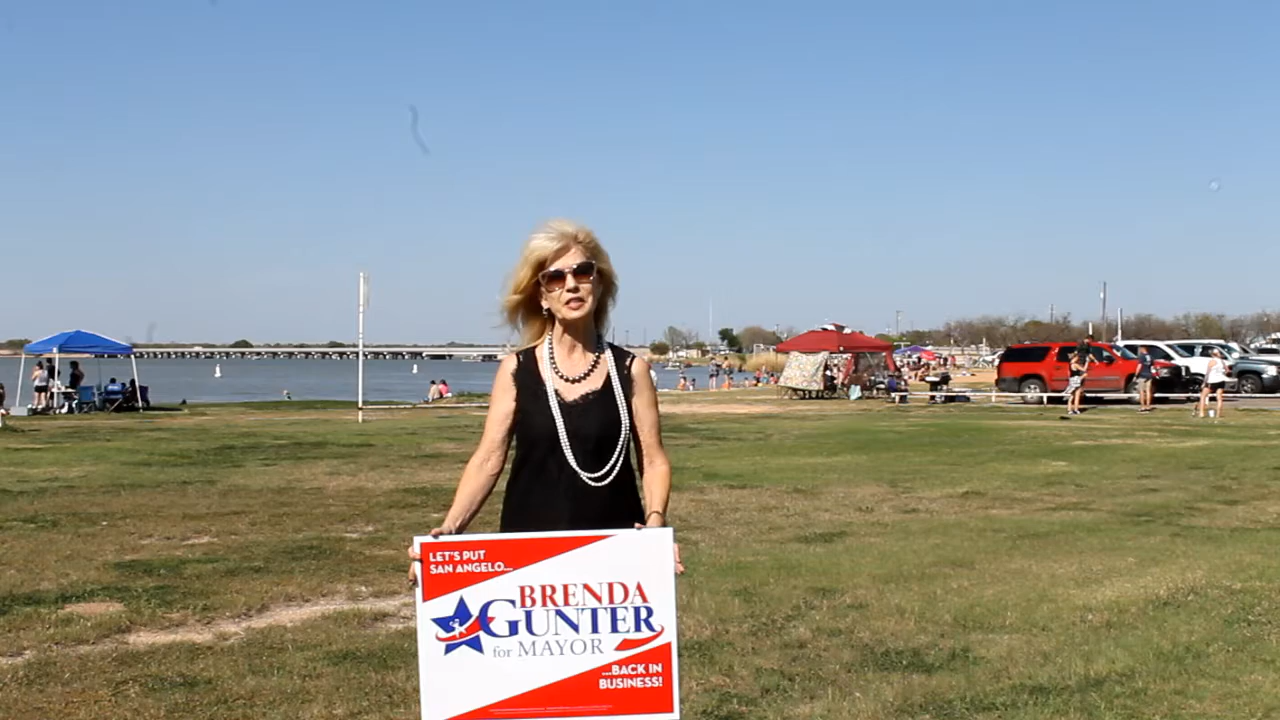 LET'S PUT
SAN ANGELO...
BRENDA
GUNTER
for MAYOR
...BACK IN
BUSINESS!